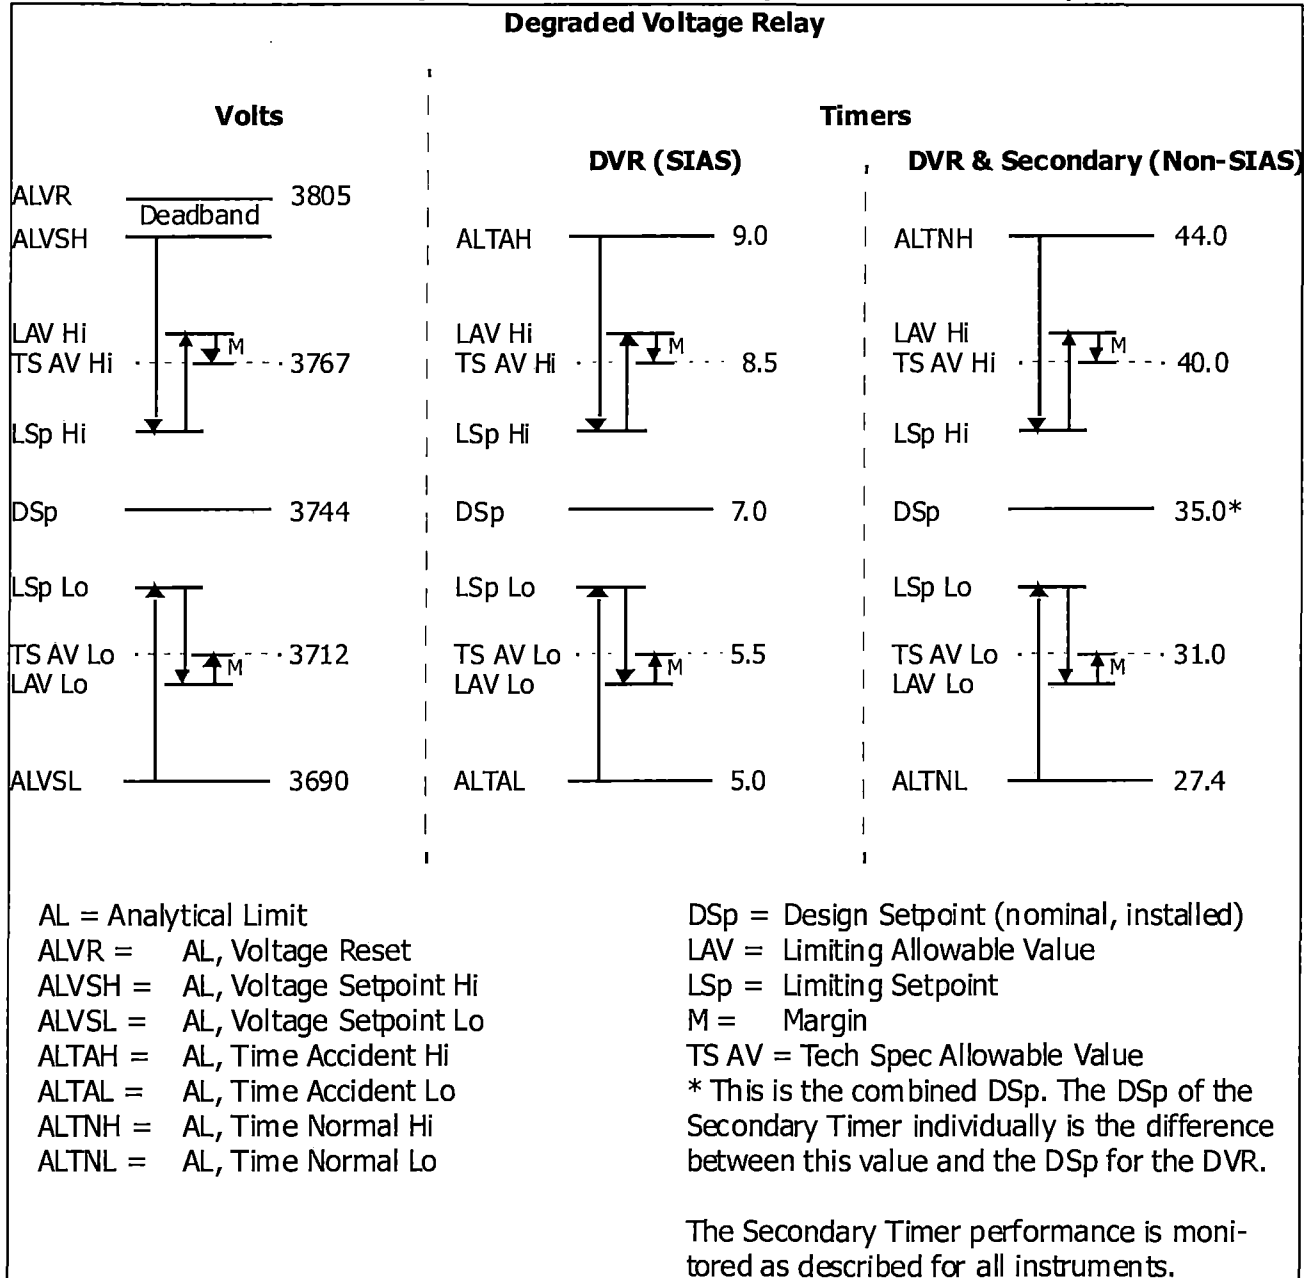 Degraded Voltage Relay
Volts
Timers
DVR (SIAS)
DVR & Secondary (Non-SIAS)
ALVR 3805
Deadband
ALVSH
LAV Hi
M
TS AV Hi 3767
LSp Hi
DSp 3744
LSp Lo
TS AV Lo 3712
M
LAV Lo
ALVSL 3690
ALTAH 9.0
LAV Hi
M
TS AV Hi 8.5
LSp Hi
DSp 7.0
LSp Lo
TS AV Lo 5.5
M
LAV Lo
ALTAL 5.0
ALTNH 44.0
LAV Hi
M
TS AV Hi 40.0
LSp Hi
DSp 35.0*
LSp Lo
TS AV Lo 31.0
M
LAV Lo
ALTNL 27.4
AL = Analytical Limit
ALVR = AL, Voltage Reset
ALVSH = AL, Voltage Setpoint Hi
ALVSL = AL, Voltage Setpoint Lo
ALTAH = AL, Time Accident Hi
ALTAL = AL, Time Accident Lo
ALTNH = AL, Time Normal Hi
ALTNL = AL, Time Normal Lo
DSp = Design Setpoint (nominal, installed)
LAV = Limiting Allowable Value
LSp = Limiting Setpoint
M = Margin
TS AV = Tech Spec Allowable Value
* This is the combined DSp. The DSp of the
Secondary Timer individually is the difference
between this value and the DSp for the DVR.
The Secondary Timer performance is moni-
tored as described for all instruments.